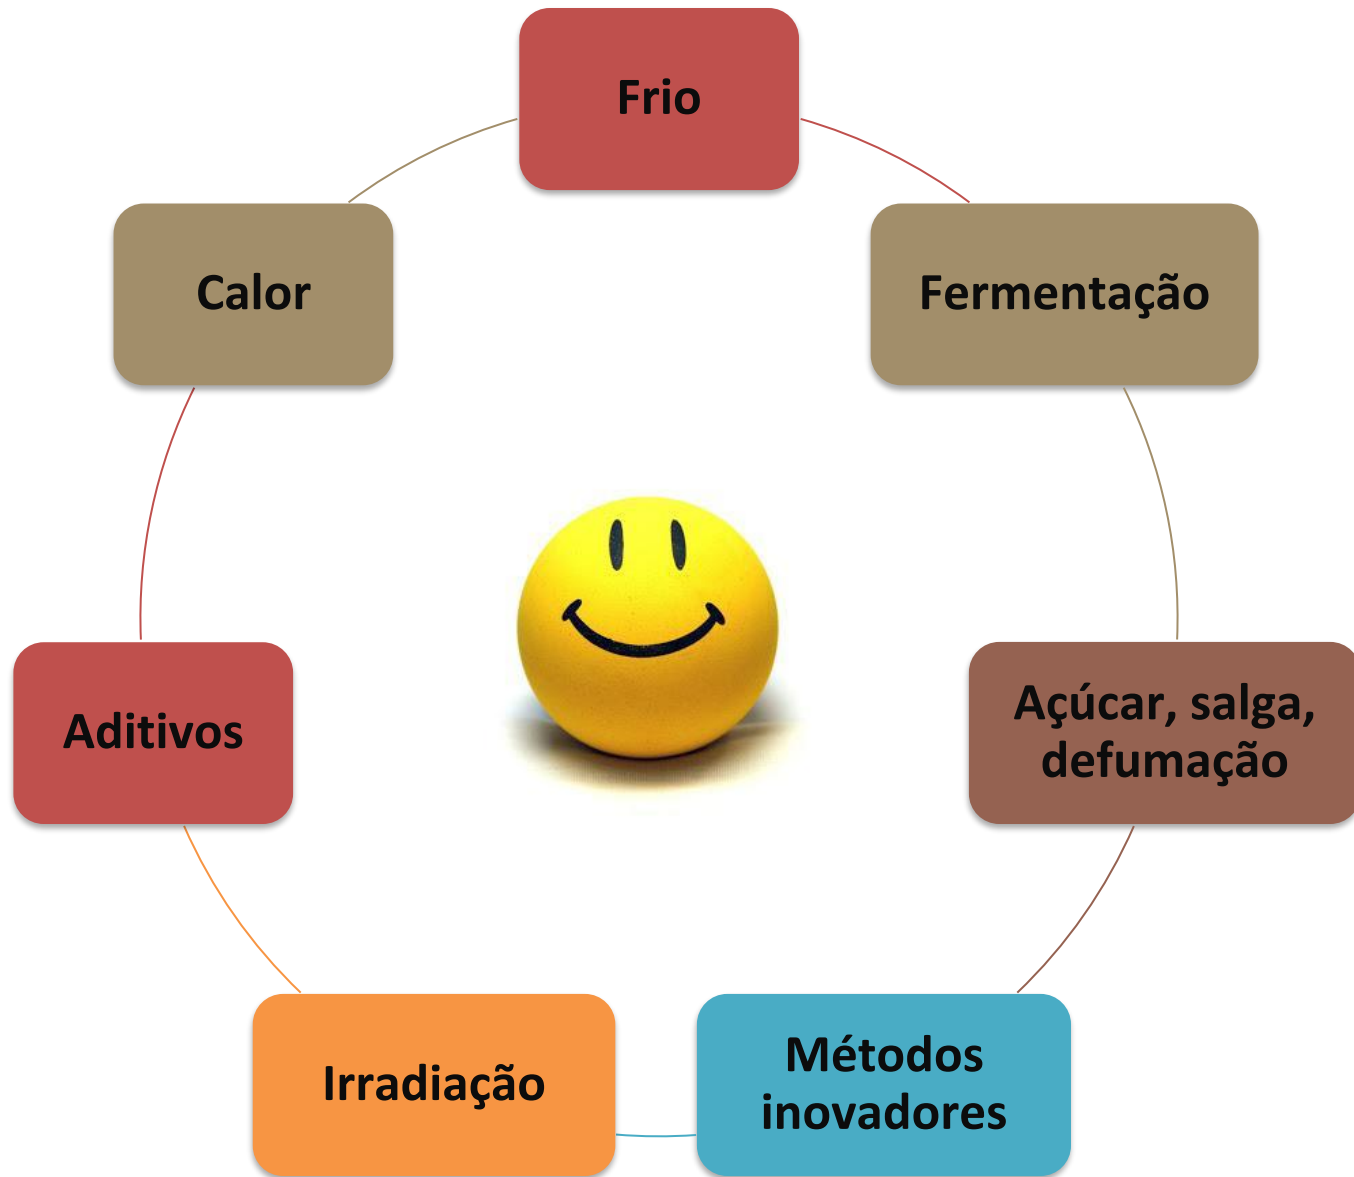 Frio
Calor
Fermentação
Aditivos
Açúcar, salga,
defumação
Irradiação
Métodos
inovadores